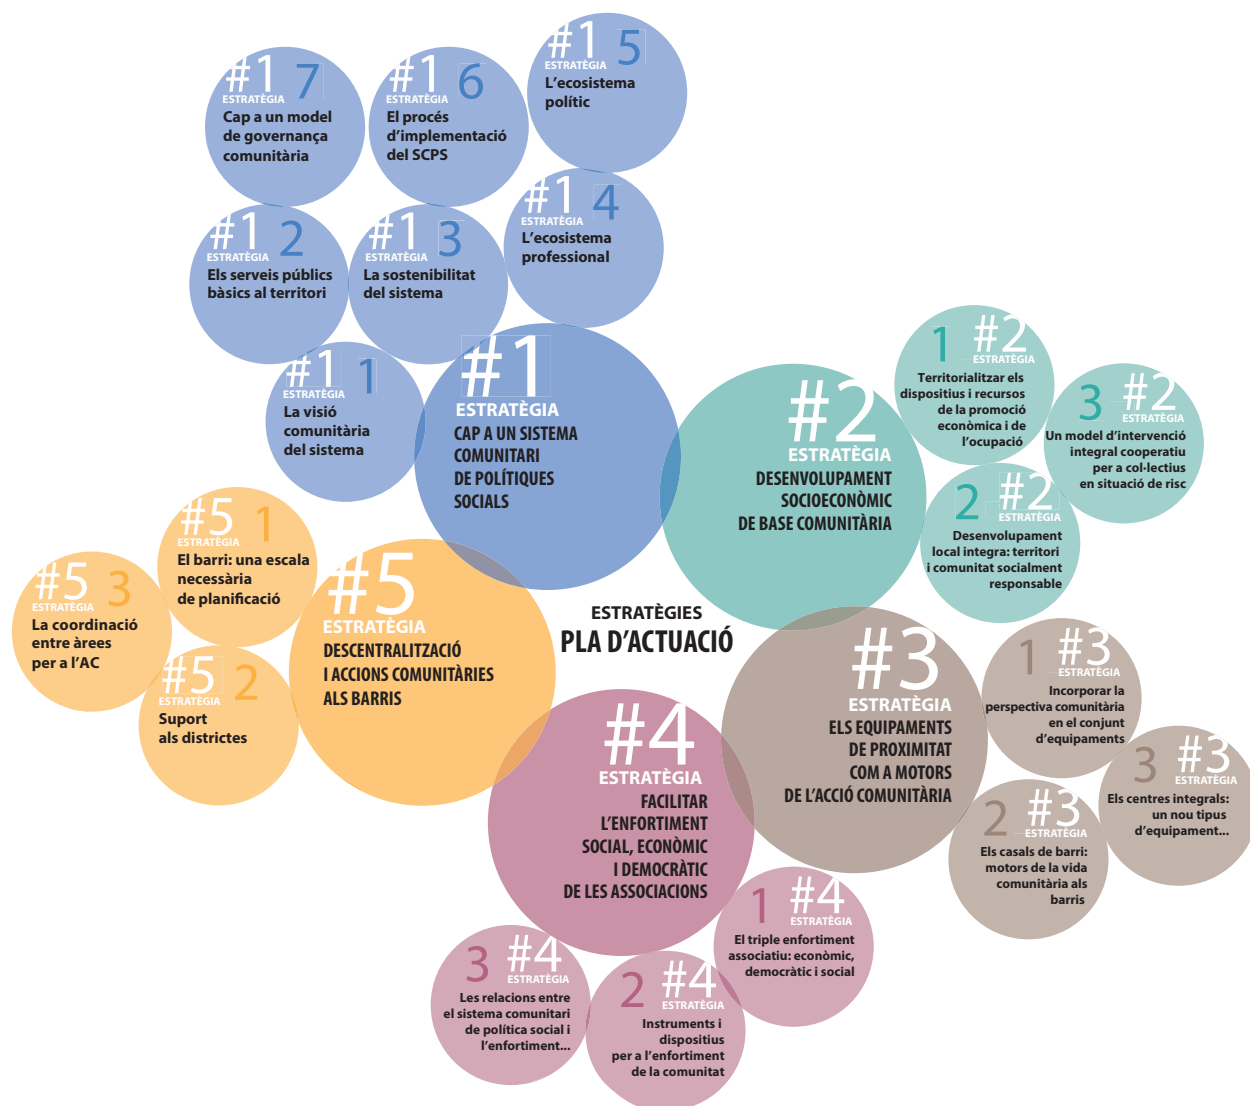 #1 5
ESTRATÈGIA
L'ecosistema
polític
#1 7
ESTRATÈGIA
Cap a un model
de governança
comunitària
#1 6
ESTRATÈGIA
El procés
d'implementació
del SCPS
#1 4
ESTRATÈGIA
L'ecosistema
professional
#1 2
ESTRATÈGIA
Els serveis públics
bàsics al territori
#1 3
ESTRATÈGIA
La sostenibilitat
del sistema
#1 1
ESTRATÈGIA
La visió
comunitària
del sistema
#1
ESTRATÈGIA
CAP A UN SISTEMA
COMUNITARI
DE POLÍTIQUES
SOCIALS
#2
ESTRATÈGIA
DESENVOLUPAMENT
SOCIOECONÒMIC
DE BASE COMUNITÀRIA
1 #2
ESTRATÈGIA
Territorialitzar els
dispositius i recursos
de la promoció
econòmica i de
l'ocupació
3 #2
ESTRATÈGIA
Un model d'intervenció
integral cooperatiu
per a col·lectius
en situació de risc
2 #2
ESTRATÈGIA
Desenvolupament
local integra: territori
i comunitat socialment
responsable
#5 1
ESTRATÈGIA
El barri: una escala
necessària
de planificació
#5 3
ESTRATÈGIA
La coordinació
entre àrees
per a l'AC
#5 2
ESTRATÈGIA
Suport
als districtes
#5
ESTRATÈGIA
DESCENTRALITZACIÓ
I ACCIONS COMUNITÀRIES
ALS BARRIS
ESTRATÈGIES
PLA D'ACTUACIÓ
#3
ESTRATÈGIA
ELS EQUIPAMENTS
DE PROXIMITAT
COM A MOTORS
DE L'ACCIÓ COMUNITÀRIA
1 #3
ESTRATÈGIA
Incorporar la
perspectiva comunitària
en el conjunt
d'equipaments
3 #3
ESTRATÈGIA
Els centres integrals:
un nou tipus
d'equipament...
2 #3
ESTRATÈGIA
Els casals de barri:
motors de la vida
comunitària als
barris
#4
ESTRATÈGIA
FACILITAR
L'ENFORTIMENT
SOCIAL, ECONÒMIC
I DEMOCRÀTIC
DE LES ASSOCIACIONS
1 #4
ESTRATÈGIA
El triple enfortiment
associatiu: econòmic,
democràtic i social
3 #4
ESTRATÈGIA
Les relacions entre
el sistema comunitari
de política social i
l'enfortiment...
2 #4
ESTRATÈGIA
Instruments i
dispositius
per a l'enfortiment
de la comunitat